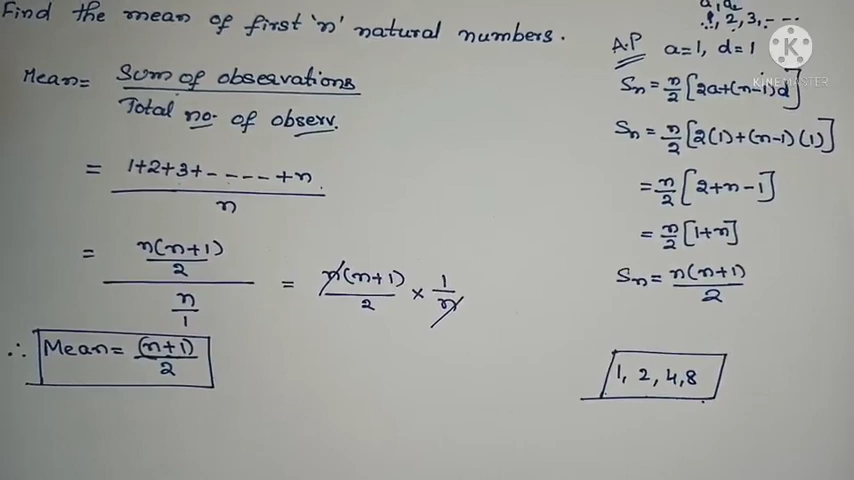 Find the mean of first 'n' natural numbers.
Mean= Sum of observations / Total no. of observ.
= 1+2+3+-----+n / n
= n(n+1)/2 / n/1 = n(n+1)/2 × 1/n
∴ Mean= (n+1)/2
a₁a₂
1, 2, 3, - ...
A.P a=1, d=1
Sn = n/2 [2a+(n-1)d]
Sn = n/2 [2(1)+(n-1)(1)]
= n/2 [2+n-1]
= n/2 [1+n]
Sn = n(n+1)/2
1, 2, 4, 8
KINEMASTER